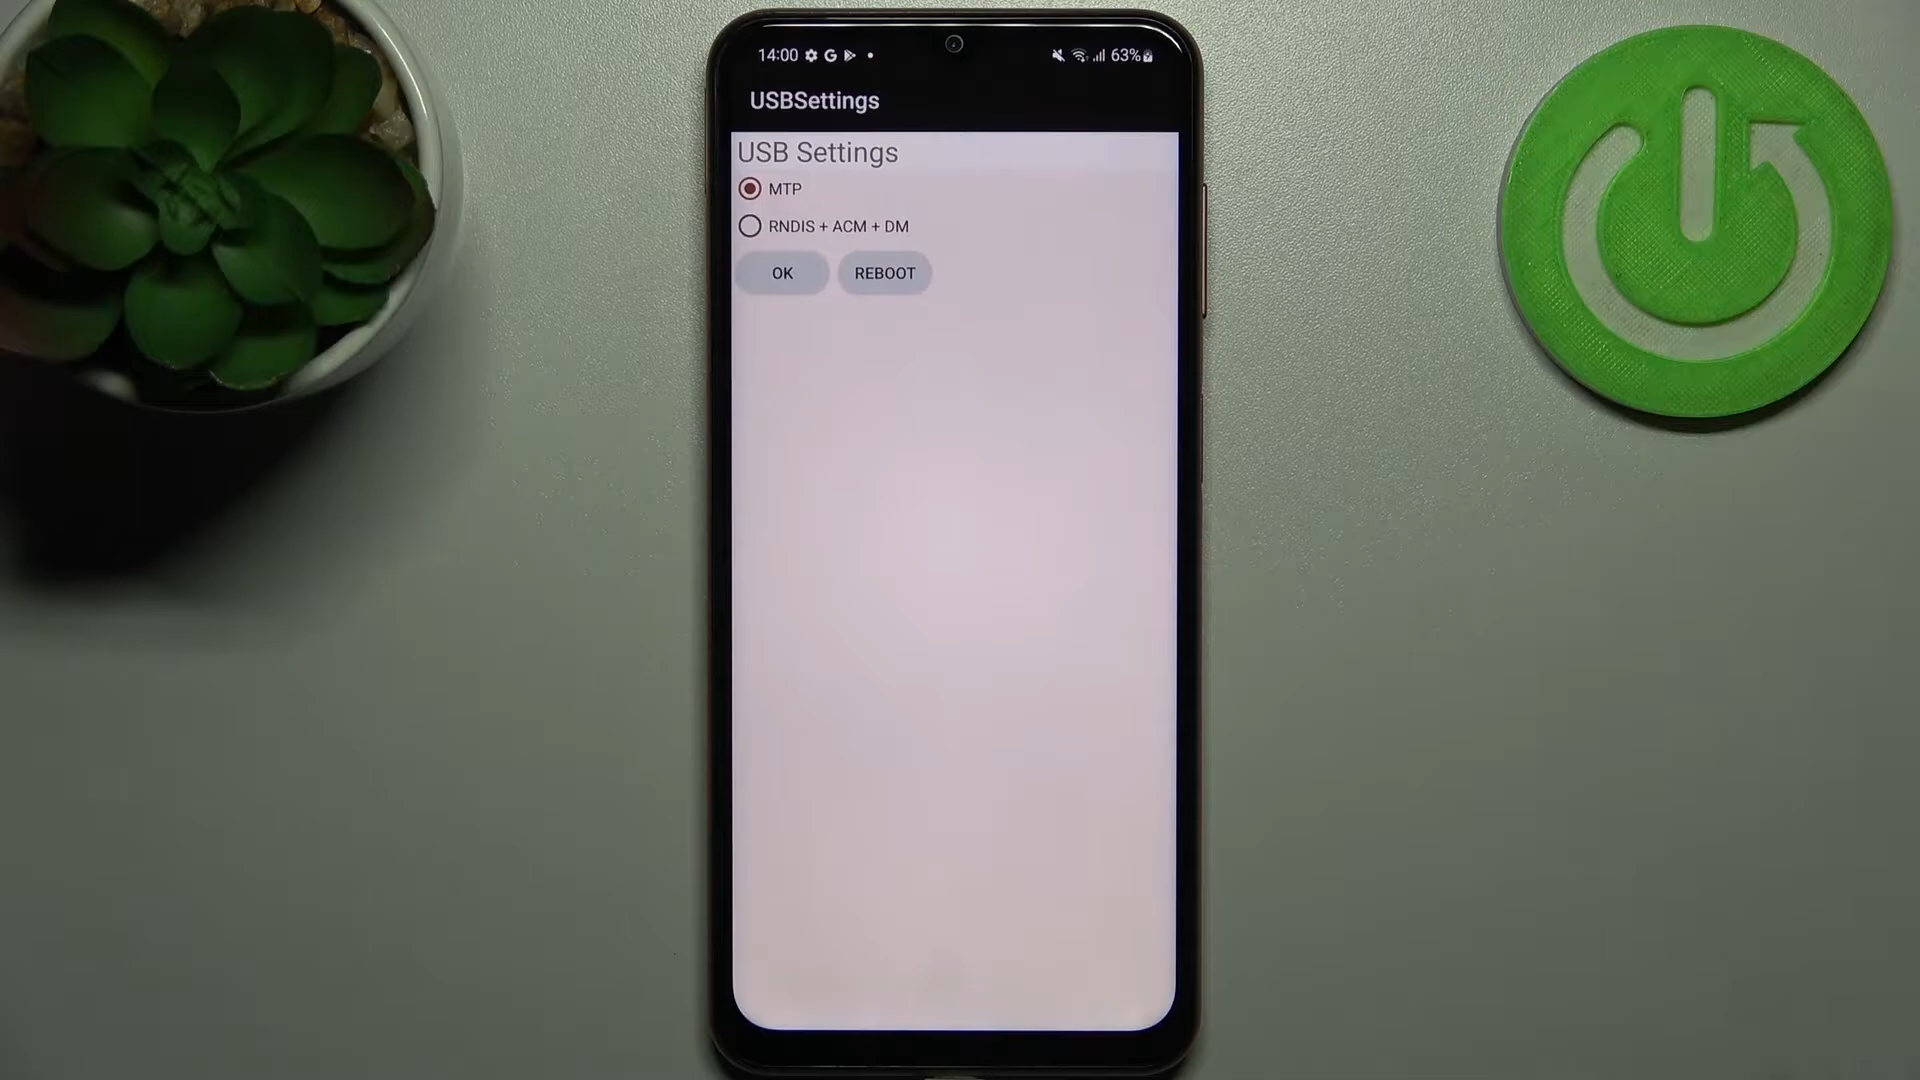 14:00 63%
USBSettings
USB Settings
MTP
RNDIS + ACM + DM
OK REBOOT